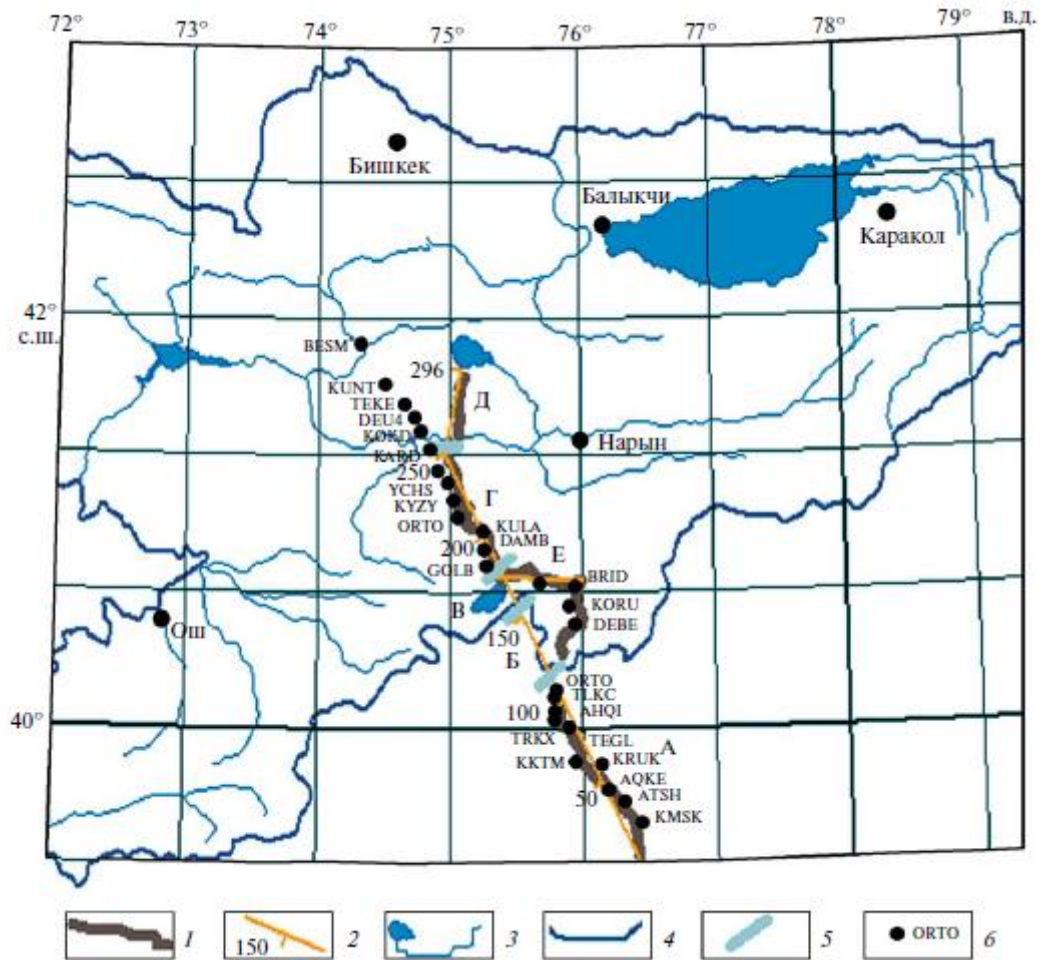 72° 73° 74° 75° 76° 77° 78° 79° в.д.
Бишкек
Балыкчи
Каракол
42°
с.ш.
BESM
296
KUNT
Д
TEKE
DEU4
KOKD
Нарын
KARD
250
YCHS
Г
KYZY
ORTO
KULA
DAMB
200
Е
GOLB
BRID
В
KORU
Ош
DEBE
150
Б
ORTO
TLKC
40°
100
AHQI
TRKX
TEGL
А
KKTM
KRUK
AQKE
50
ATSH
KMSK
1
150
2
3
4
5
ORTO
6